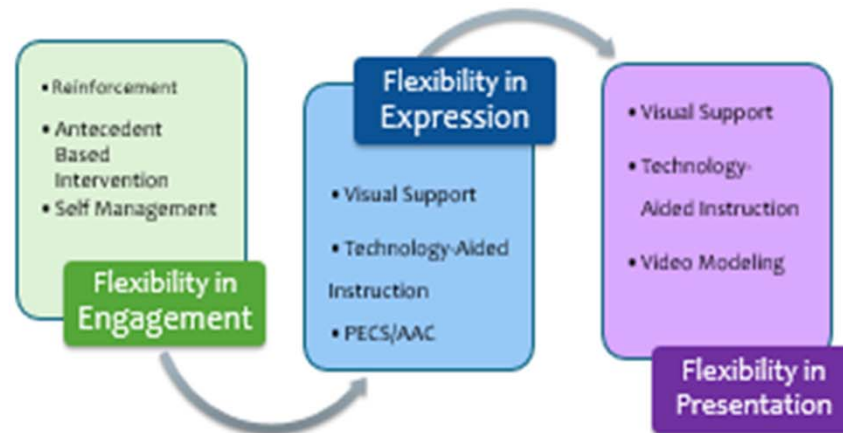 • Reinforcement
• Antecedent
Based
Intervention
• Self Management
Flexibility in
Engagement
Flexibility in
Expression
• Visual Support
• Technology-Aided
Instruction
• PECS/AAC
• Visual Support
• Technology-
Aided Instruction
• Video Modeling
Flexibility in
Presentation